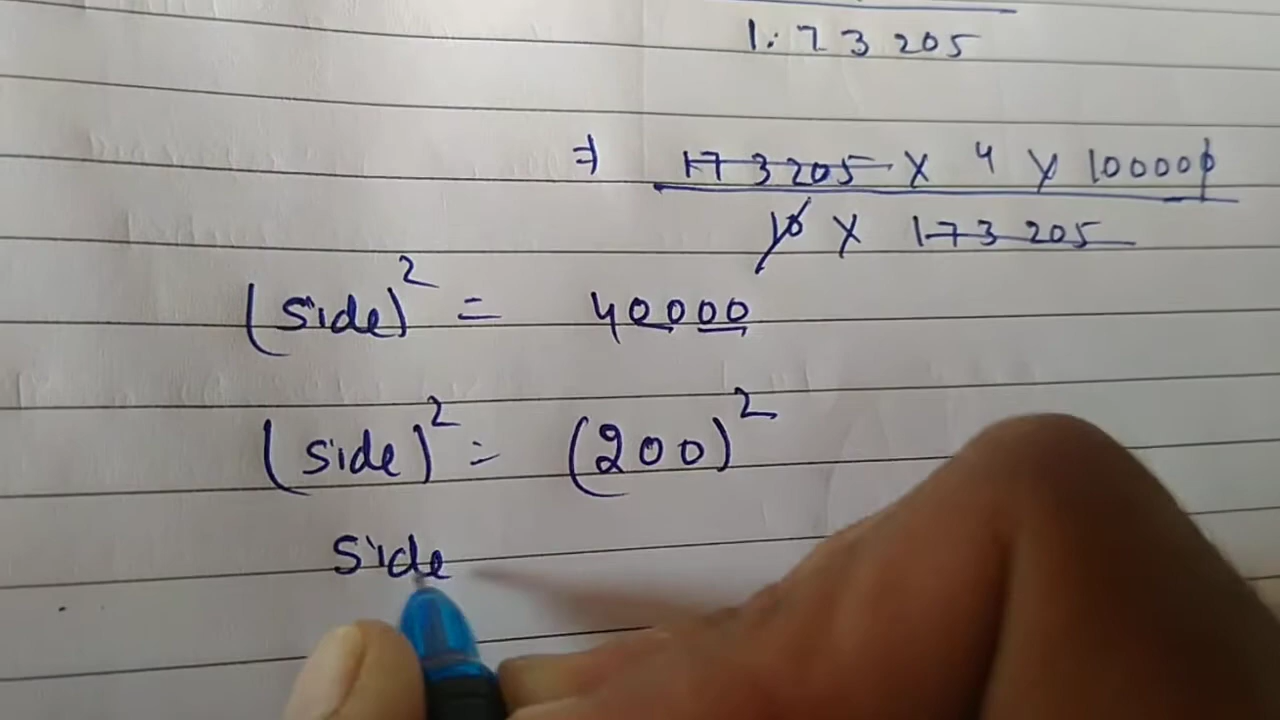 1.73205
⇒ 173205 × 4 × 100000
10 × 173205
(side)² = 40000
(side)² = (200)²
side